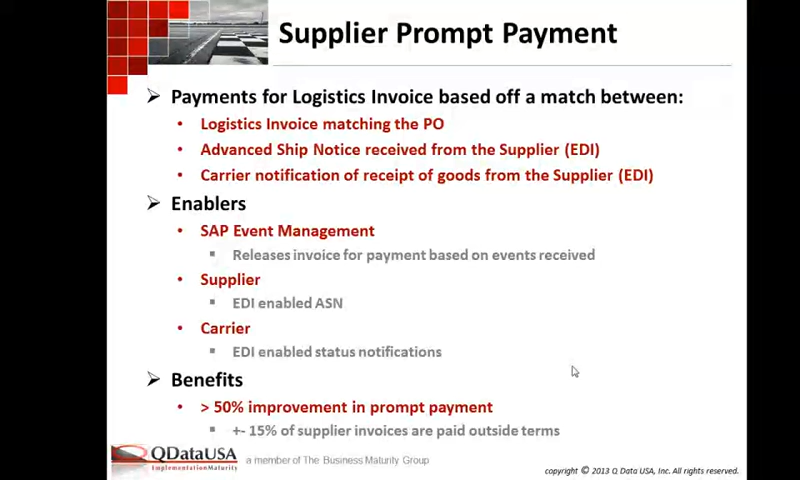 Supplier Prompt Payment
Payments for Logistics Invoice based off a match between:
Logistics Invoice matching the PO
Advanced Ship Notice received from the Supplier (EDI)
Carrier notification of receipt of goods from the Supplier (EDI)
Enablers
SAP Event Management
Releases invoice for payment based on events received
Supplier
EDI enabled ASN
Carrier
EDI enabled status notifications
Benefits
> 50% improvement in prompt payment
+- 15% of supplier invoices are paid outside terms
QDataUSA
ImplementationMaturity
a member of The Business Maturity Group
copyright © 2013 Q Data USA, Inc. All rights reserved.